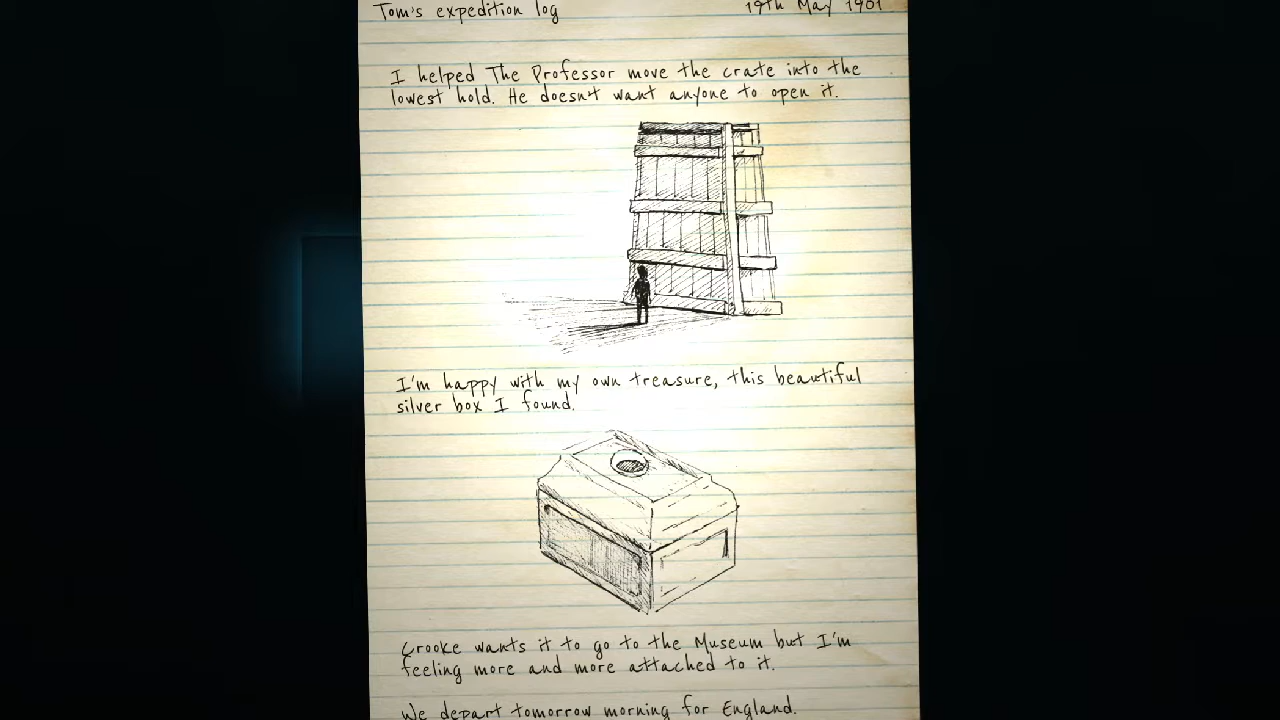 Tom's expedition log 19th May 1901
I helped The Professor move the crate into the
lowest hold. He doesn't want anyone to open it.
I'm happy with my own treasure, this beautiful
silver box I found.
Crooke wants it to go to the Museum but I'm
feeling more and more attached to it.
We depart tomorrow morning for England.